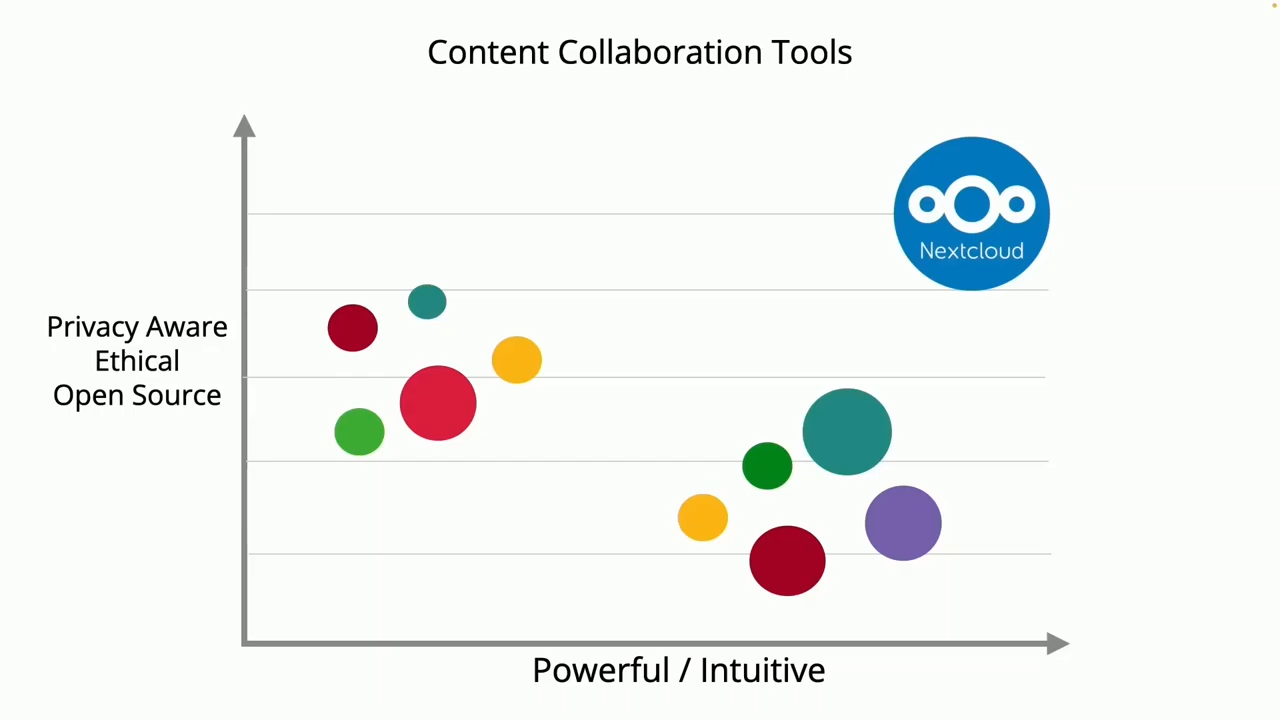 Content Collaboration Tools
Nextcloud
Privacy Aware
Ethical
Open Source
Powerful / Intuitive